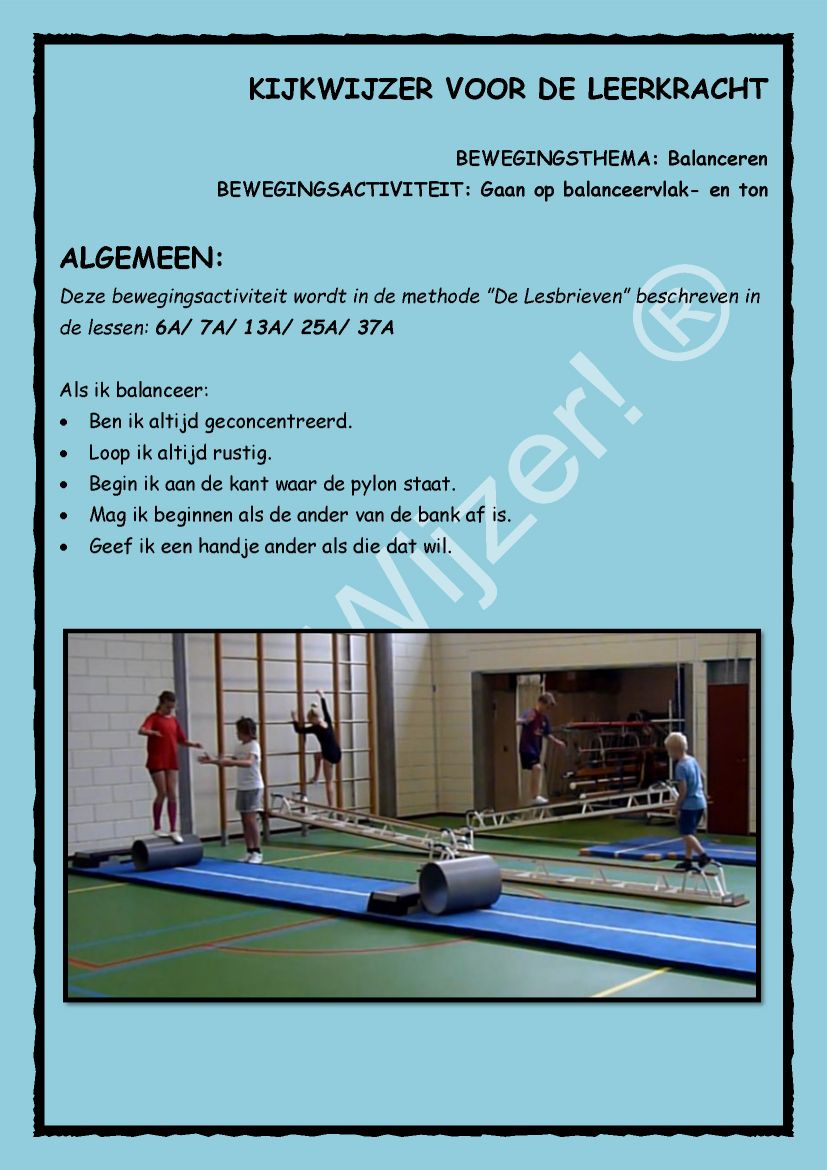 KIJKWIJZER VOOR DE LEERKRACHT
BEWEGINGSTHEMA: Balanceren
BEWEGINGSACTIVITEIT: Gaan op balanceervlak- en ton
ALGEMEEN:
Deze bewegingsactiviteit wordt in de methode "De Lesbrieven" beschreven in
de lessen: 6A/ 7A/ 13A/ 25A/ 37A
Als ik balanceer:
• Ben ik altijd geconcentreerd.
• Loop ik altijd rustig.
• Begin ik aan de kant waar de pylon staat.
• Mag ik beginnen als de ander van de bank af is.
• Geef ik een handje ander als die dat wil.
Wijzer! ®